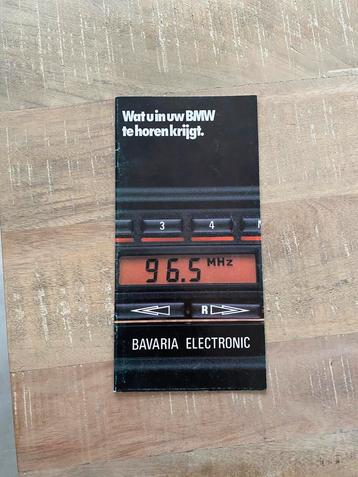 Wat u in uw BMW
te horen krijgt.
3 4
96.5 MHz
R
BAVARIA ELECTRONIC